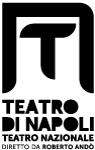 TEATRO
DI NAPOLI
TEATRO NAZIONALE
DIRETTO DA ROBERTO ANDÒ